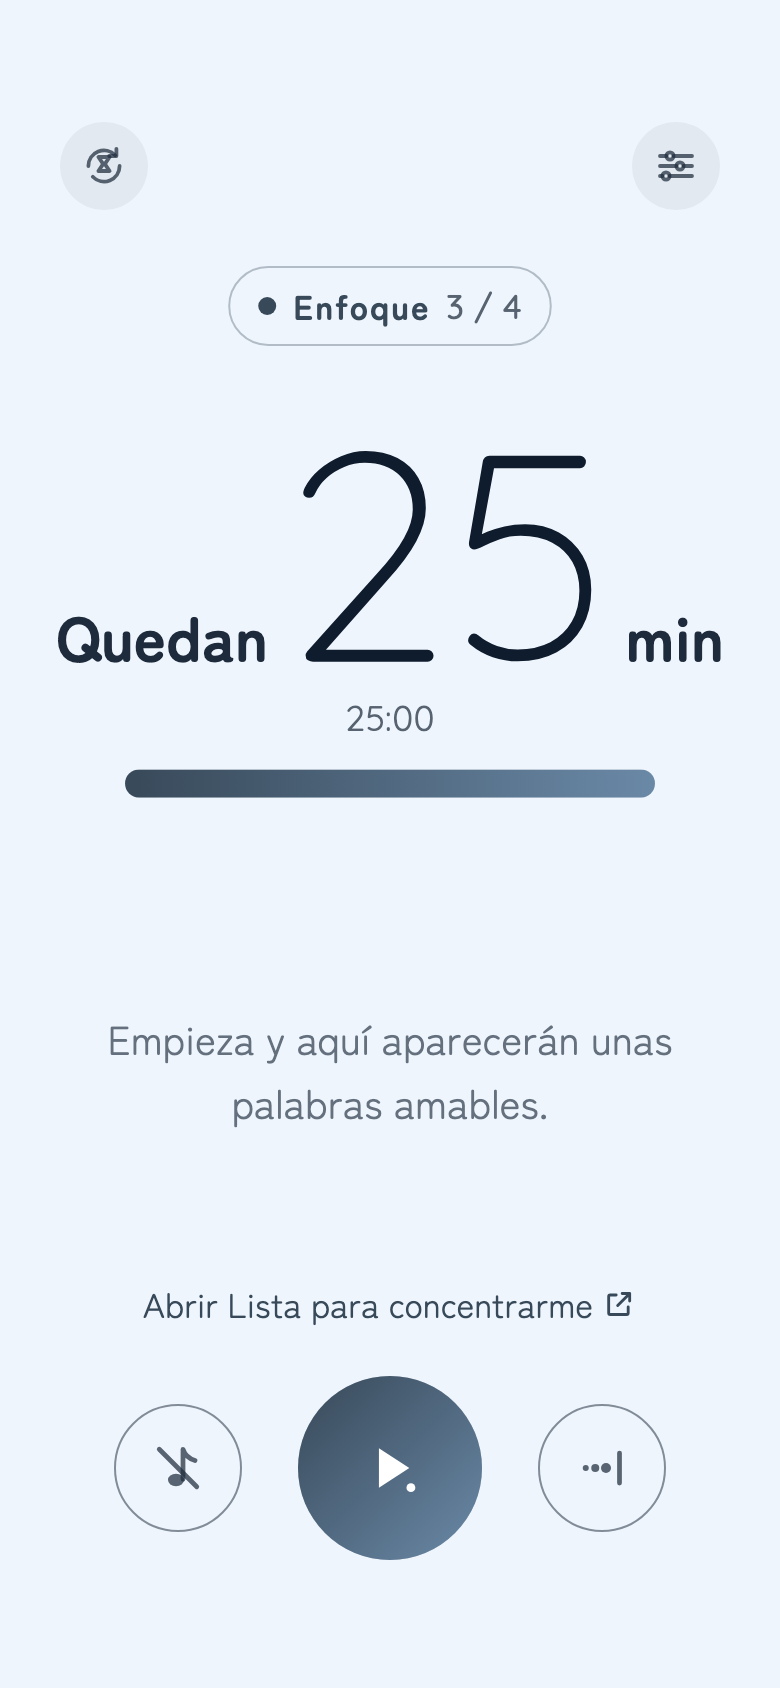 Enfoque 3 / 4
Quedan 25 min
25:00
Empieza y aquí aparecerán unas
palabras amables.
Abrir Lista para concentrarme